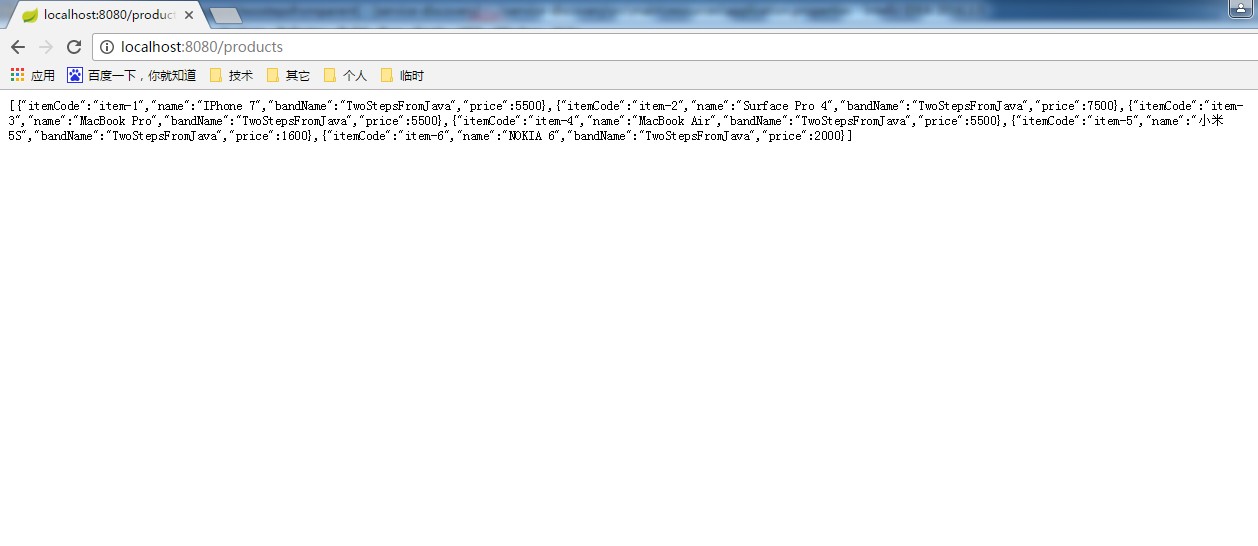 localhost:8080/product
localhost:8080/products
应用 百度一下，你就知道 技术 其它 个人 临时
[{"itemCode":"item-1","name":"IPhone 7","bandName":"TwoStepsFromJava","price":5500},{"itemCode":"item-2","name":"Surface Pro 4","bandName":"TwoStepsFromJava","price":7500},{"itemCode":"item-
3","name":"MacBook Pro","bandName":"TwoStepsFromJava","price":5500},{"itemCode":"item-4","name":"MacBook Air","bandName":"TwoStepsFromJava","price":5500},{"itemCode":"item-5","name":"小米
5S","bandName":"TwoStepsFromJava","price":1600},{"itemCode":"item-6","name":"NOKIA 6","bandName":"TwoStepsFromJava","price":2000}]